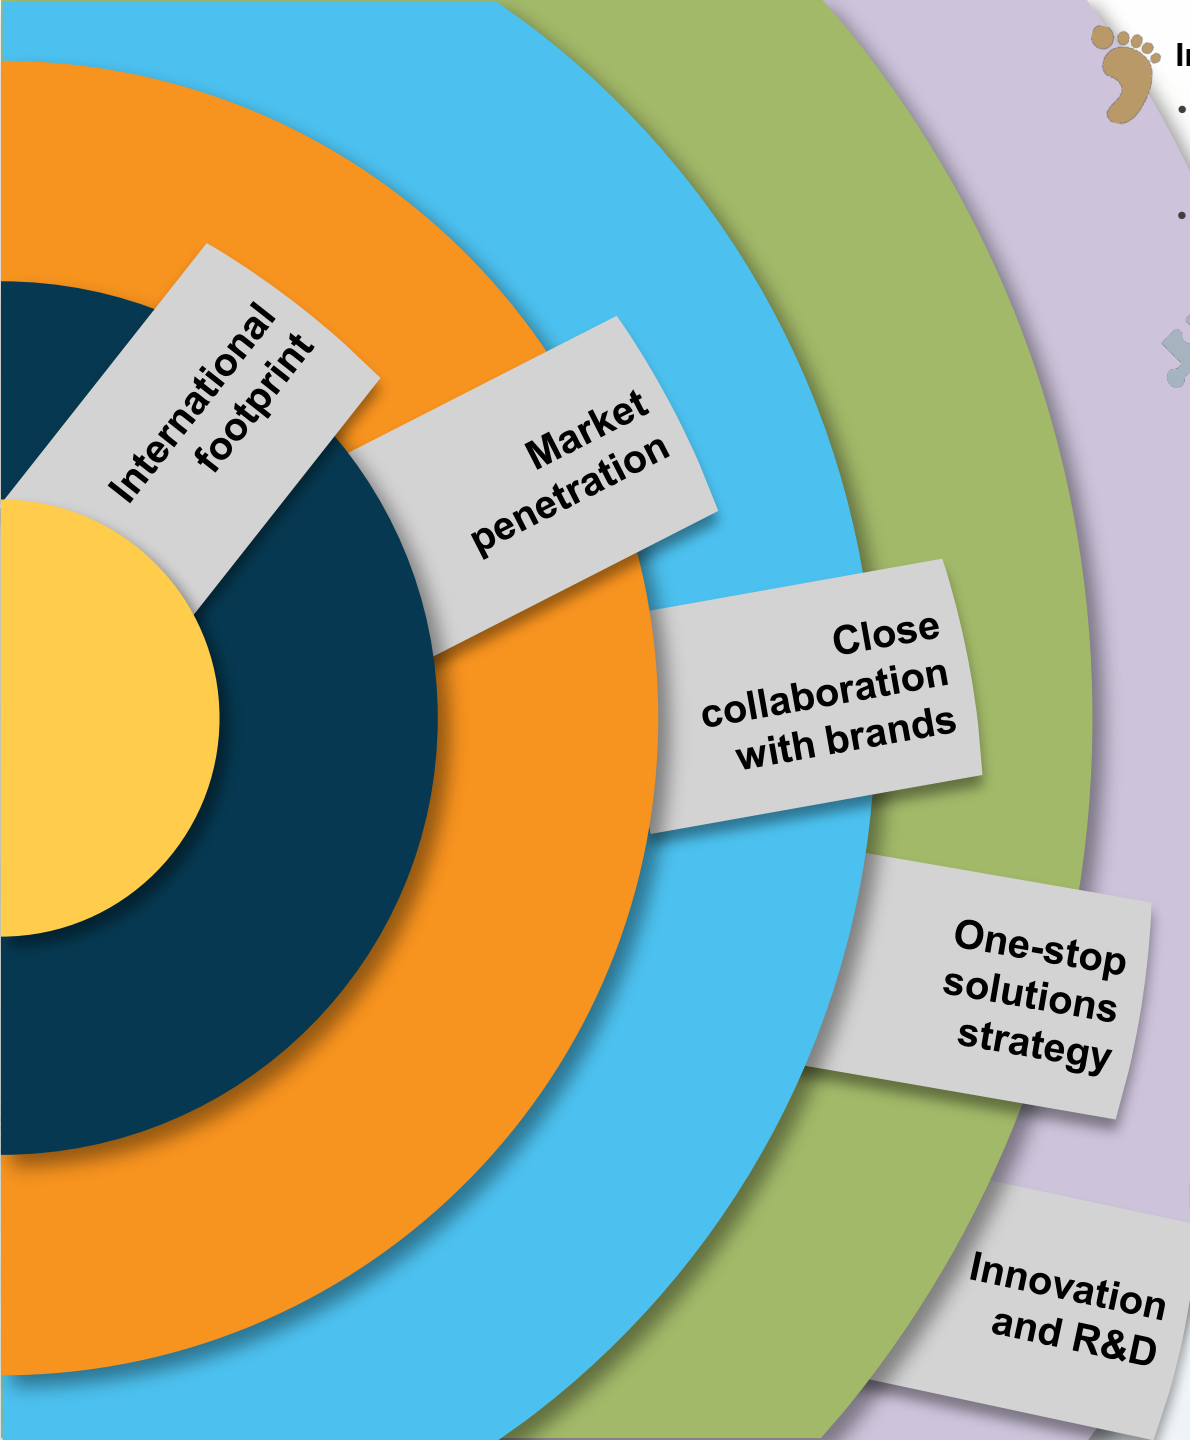 International
footprint
Market
penetration
Close
collaboration
with brands
One-stop
solutions
strategy
Innovation
and R&D